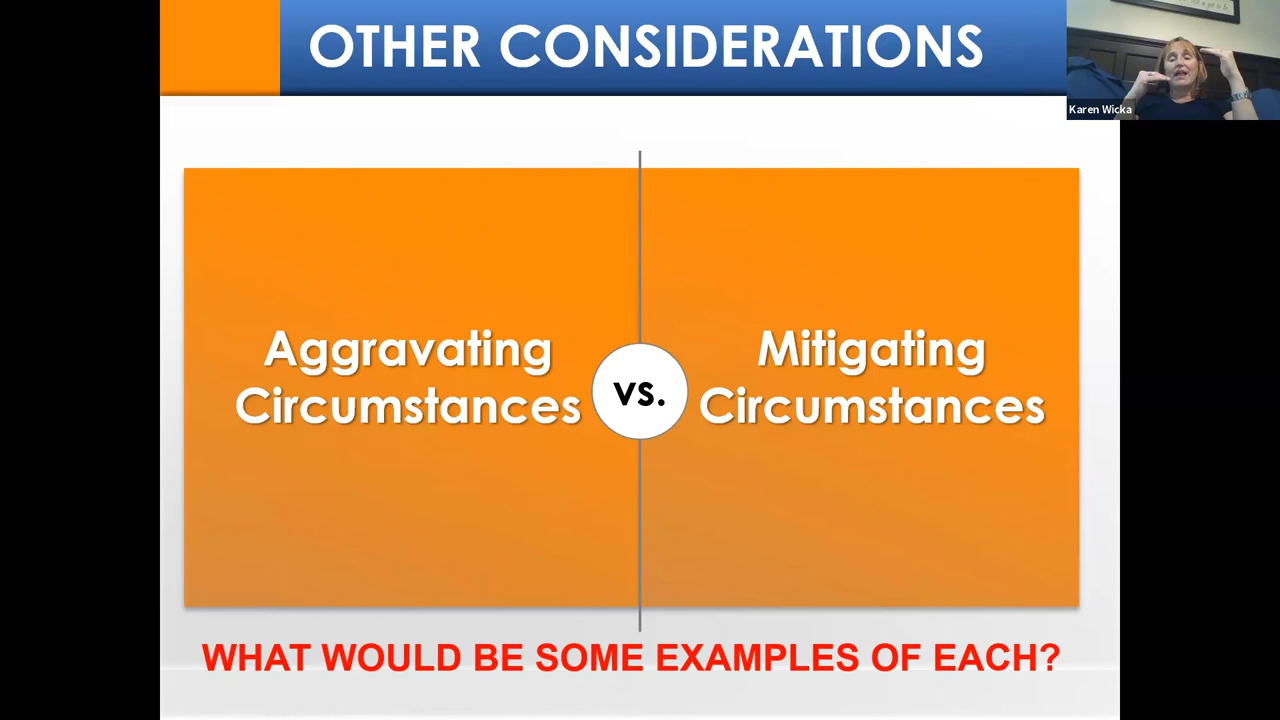 OTHER CONSIDERATIONS
Karen Wicka
Aggravating
Circumstances
vs.
Mitigating
Circumstances
WHAT WOULD BE SOME EXAMPLES OF EACH?